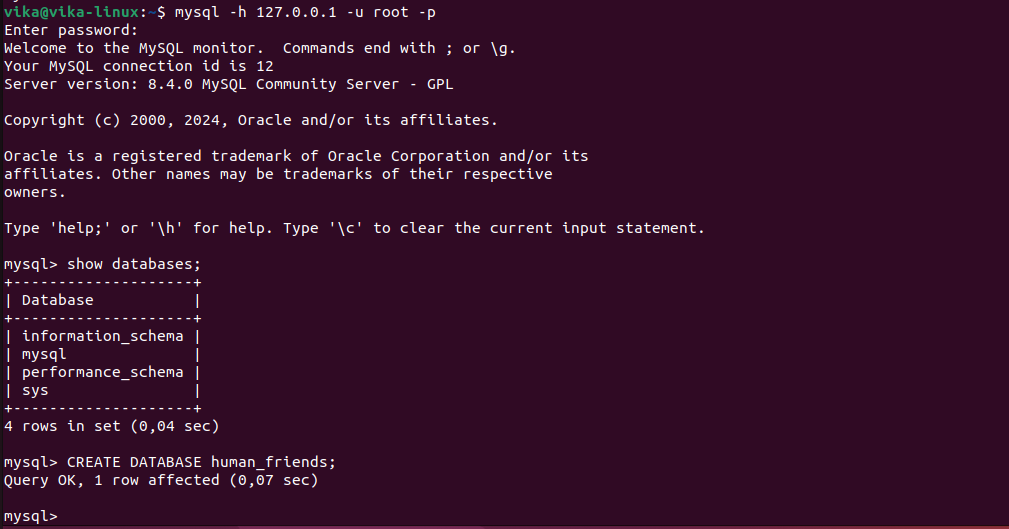 vika@vika-linux:~$ mysql -h 127.0.0.1 -u root -p
Enter password:
Welcome to the MySQL monitor.  Commands end with ; or \g.
Your MySQL connection id is 12
Server version: 8.4.0 MySQL Community Server - GPL

Copyright (c) 2000, 2024, Oracle and/or its affiliates.

Oracle is a registered trademark of Oracle Corporation and/or its
affiliates. Other names may be trademarks of their respective
owners.

Type 'help;' or '\h' for help. Type '\c' to clear the current input statement.

mysql> show databases;
+--------------------+
| Database           |
+--------------------+
| information_schema |
| mysql              |
| performance_schema |
| sys                |
+--------------------+
4 rows in set (0,04 sec)

mysql> CREATE DATABASE human_friends;
Query OK, 1 row affected (0,07 sec)

mysql>